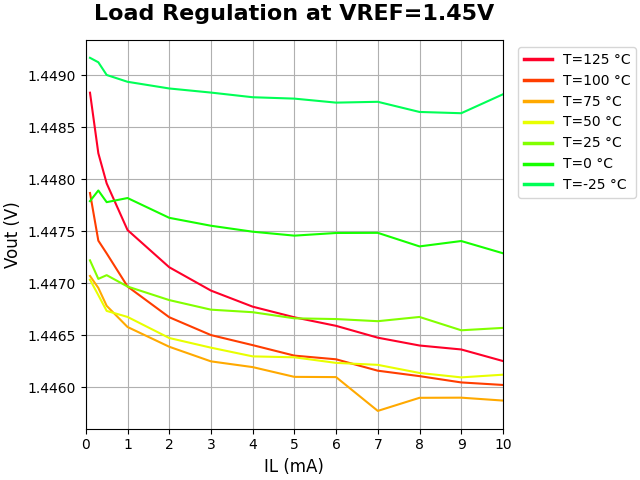 Load Regulation at VREF=1.45V
Vout (V)
1.4490
1.4485
1.4480
1.4475
1.4470
1.4465
1.4460
0 1 2 3 4 5 6 7 8 9 10
IL (mA)
T=125 °C
T=100 °C
T=75 °C
T=50 °C
T=25 °C
T=0 °C
T=-25 °C